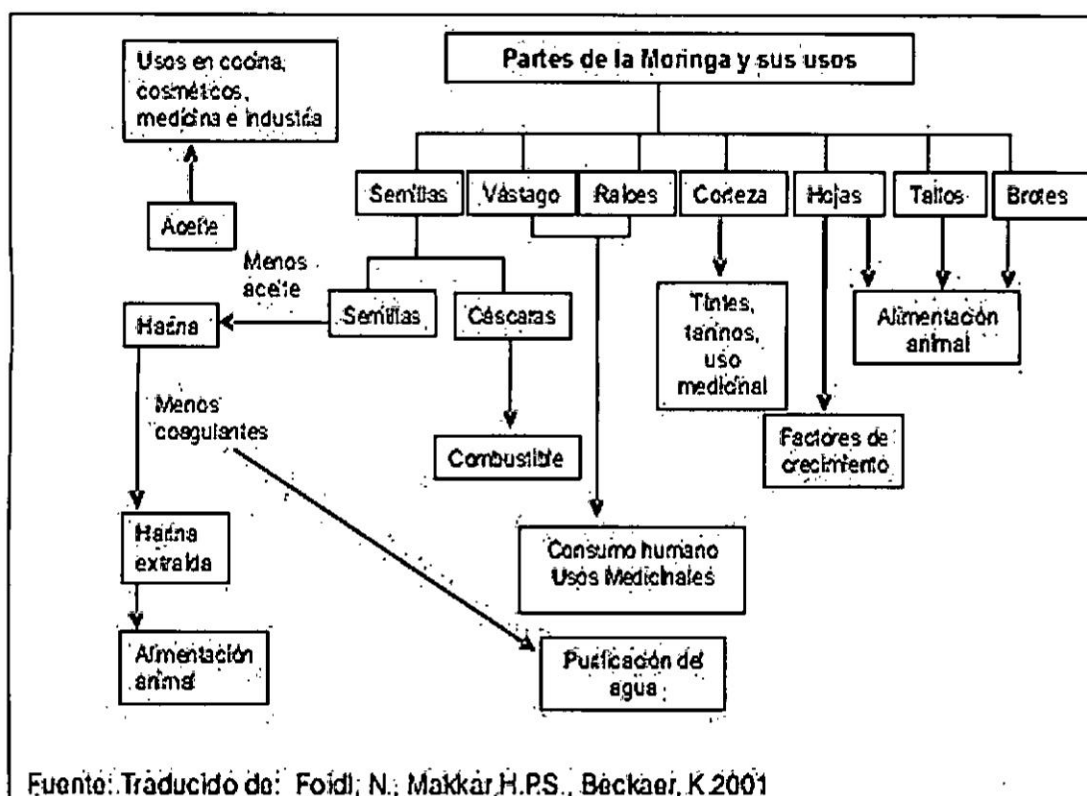 Partes de la Moringa y sus usos
Usos en cocina,
cosméticos,
medicina e industria
Aceite
Semillas
Vástago
Raíces
Corteza
Hojas
Tallos
Brotes
Menos
aceite
Harina
Semillas
Cáscaras
Tintes,
taninos,
uso
medicinal
Alimentación
animal
Menos
coagulantes
Combustible
Factores de
crecimiento
Harina
extraída
Consumo humano
Usos Medicinales
Alimentación
animal
Purificación del
agua
Fuente: Traducido de: Foidl, N., Makkar,H.P.S., Beckaer, K.2001